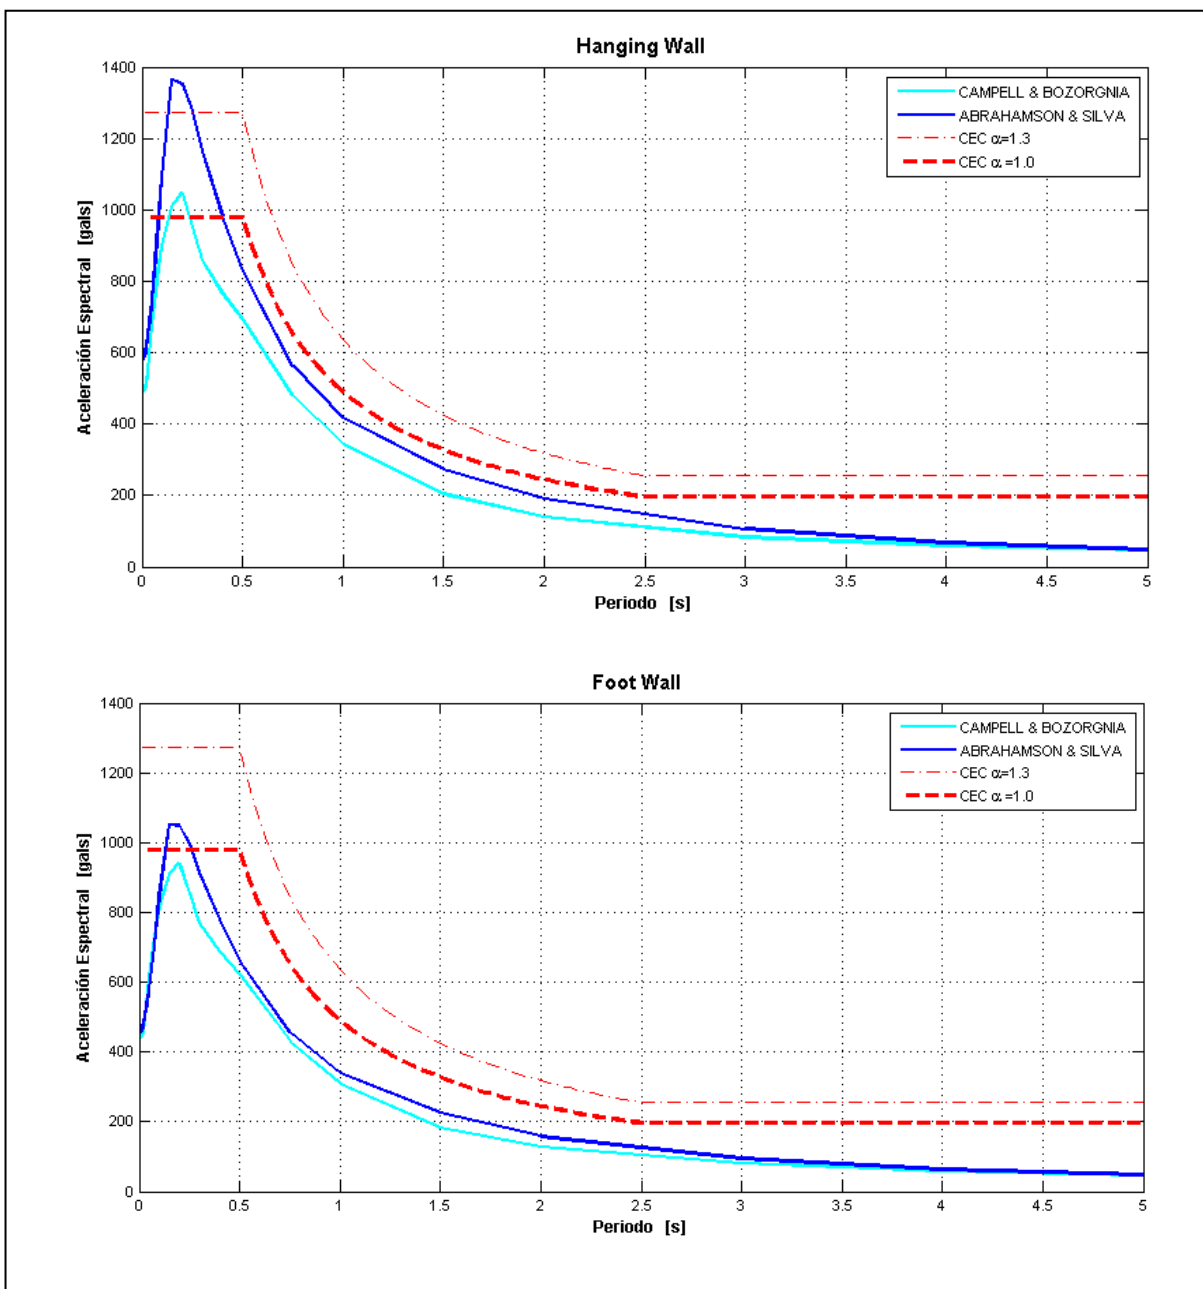 Hanging Wall
1400
1200
1000
800
600
400
200
0
Aceleración Espectral [gals]
CAMPELL & BOZORGNIA
ABRAHAMSON & SILVA
CEC α=1.3
CEC α =1.0
0 0.5 1 1.5 2 2.5 3 3.5 4 4.5 5
Periodo [s]
Foot Wall
1400
1200
1000
800
600
400
200
0
Aceleración Espectral [gals]
CAMPELL & BOZORGNIA
ABRAHAMSON & SILVA
CEC α=1.3
CEC α =1.0
0 0.5 1 1.5 2 2.5 3 3.5 4 4.5 5
Periodo [s]